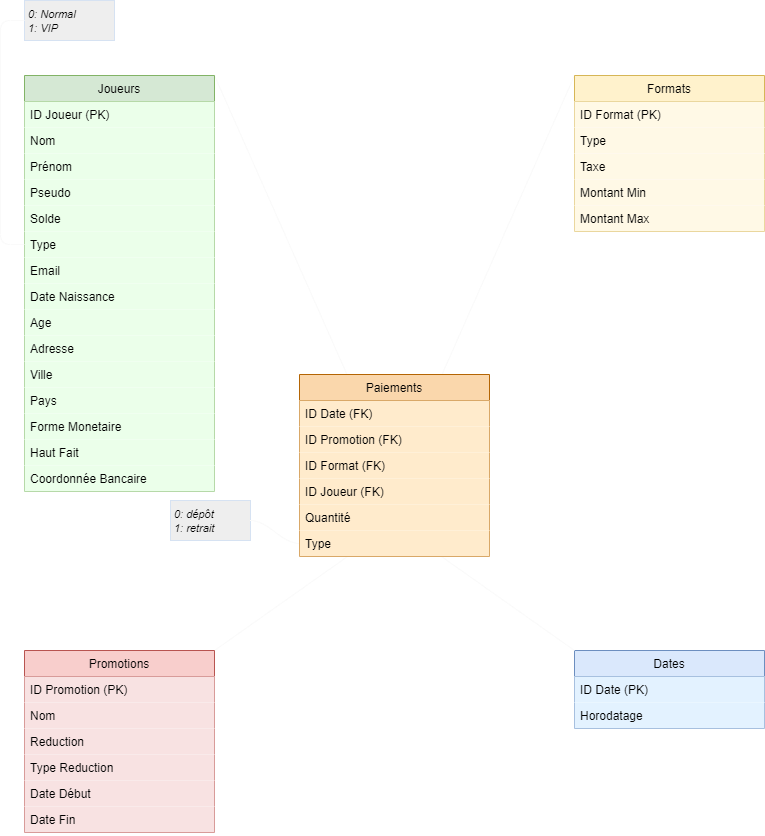 0: Normal
1: VIP
Joueurs
ID Joueur (PK)
Nom
Prénom
Pseudo
Solde
Type
Email
Date Naissance
Age
Adresse
Ville
Pays
Forme Monetaire
Haut Fait
Coordonnée Bancaire
Formats
ID Format (PK)
Type
Taxe
Montant Min
Montant Max
Paiements
ID Date (FK)
ID Promotion (FK)
ID Format (FK)
ID Joueur (FK)
Quantité
Type
0: dépôt
1: retrait
Promotions
ID Promotion (PK)
Nom
Reduction
Type Reduction
Date Début
Date Fin
Dates
ID Date (PK)
Horodatage